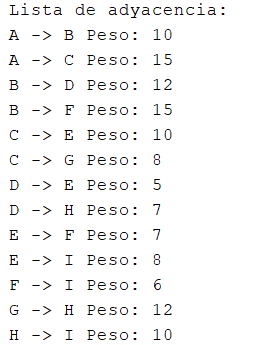 Lista de adyacencia:
A -> B Peso: 10
A -> C Peso: 15
B -> D Peso: 12
B -> F Peso: 15
C -> E Peso: 10
C -> G Peso: 8
D -> E Peso: 5
D -> H Peso: 7
E -> F Peso: 7
E -> I Peso: 8
F -> I Peso: 6
G -> H Peso: 12
H -> I Peso: 10